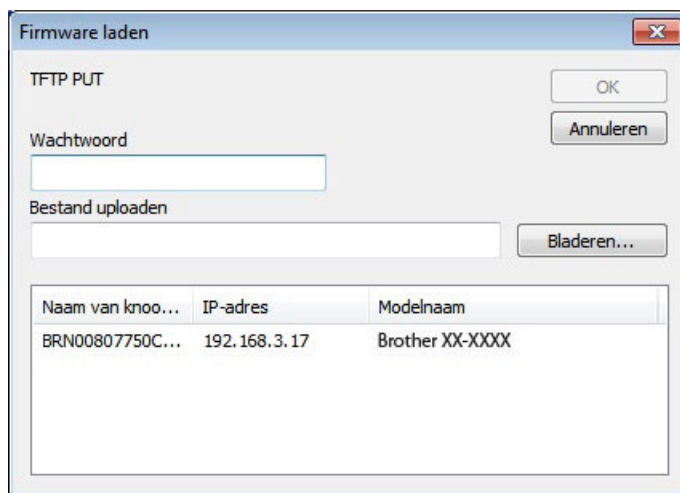 Firmware laden
TFTP PUT
OK
Annuleren
Wachtwoord
Bestand uploaden
Bladeren...
Naam van knoo... IP-adres Modelnaam
BRN00807750C... 192.168.3.17 Brother XX-XXXX